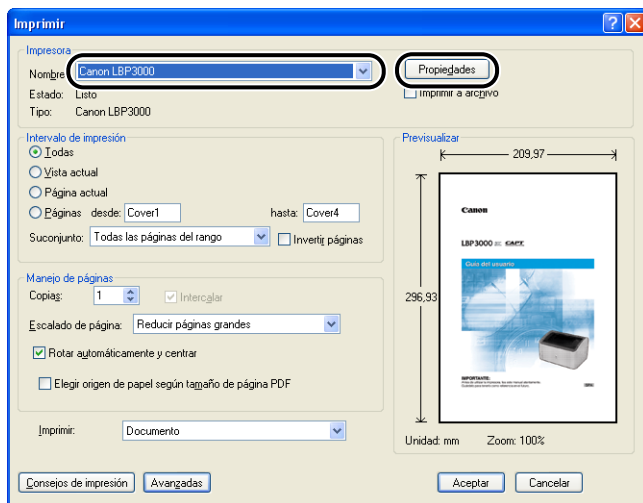 Imprimir
Impresora
Nombre Canon LBP3000 Propiedades
Estado: Listo Imprimir a archivo
Tipo: Canon LBP3000
Intervalo de impresión Previsualizar
Todas 209,97
Vista actual
Página actual
Páginas desde: Cover1 hasta: Cover4
Suconjunto: Todas las páginas del rango Invertir páginas
Canon
LBP3000 CAPT
Guía del usuario
Manejo de páginas
Copias: 1 Intercalar 296,93
Escalado de página: Reducir páginas grandes
Rotar automáticamente y centrar
Elegir origen de papel según tamaño de página PDF
IMPORTANTE:
Imprimir: Documento
Unidad: mm Zoom: 100%
Consejos de impresión Avanzadas Aceptar Cancelar